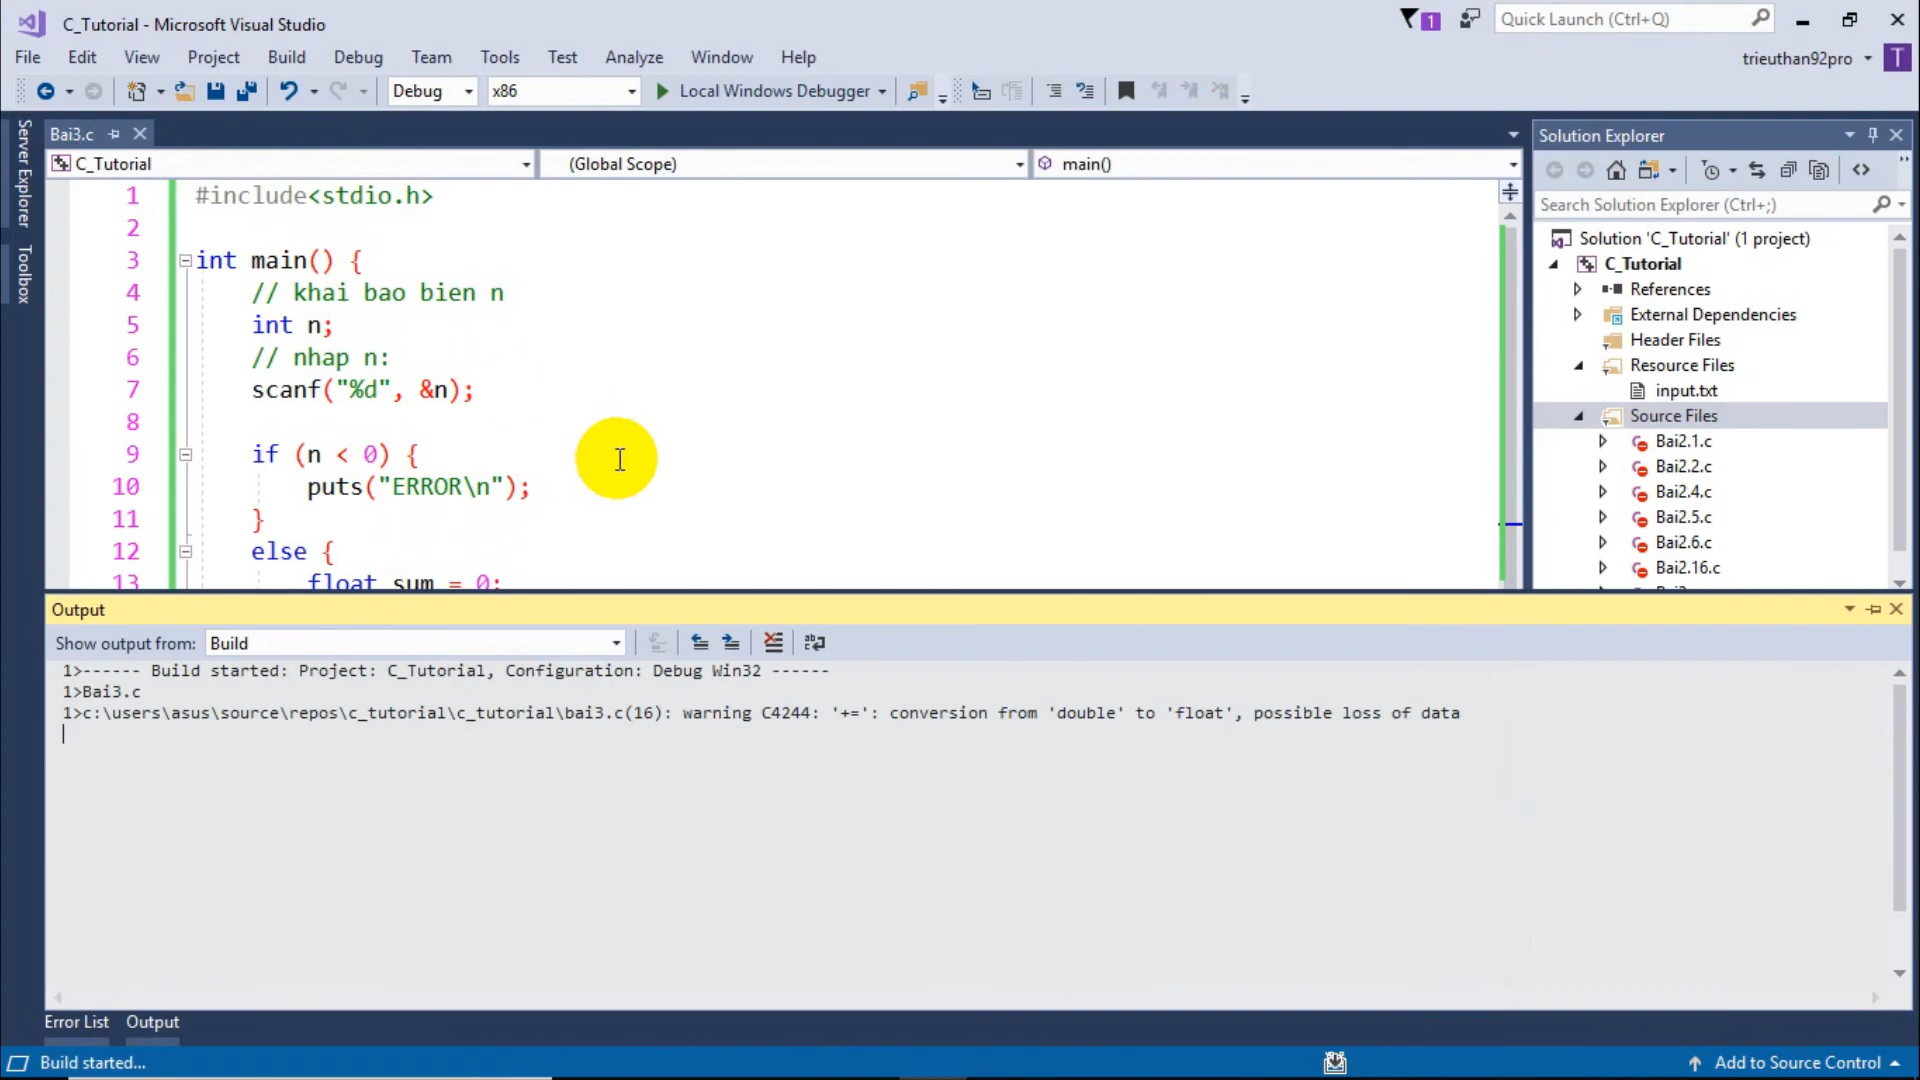 C_Tutorial - Microsoft Visual Studio
1
Quick Launch (Ctrl+Q)
File Edit View Project Build Debug Team Tools Test Analyze Window Help
trieuthan92pro T
Debug x86 Local Windows Debugger
Server Explorer
Toolbox
Bai3.c
C_Tutorial (Global Scope) main()
1 #include<stdio.h>
2
3 int main() {
4 // khai bao bien n
5 int n;
6 // nhap n:
7 scanf("%d", &n);
8
9 if (n < 0) {
10 puts("ERROR\n");
11 }
12 else {
13 float sum = 0;
Solution Explorer
Search Solution Explorer (Ctrl+;)
Solution 'C_Tutorial' (1 project)
C_Tutorial
References
External Dependencies
Header Files
Resource Files
input.txt
Source Files
Bai2.1.c
Bai2.2.c
Bai2.4.c
Bai2.5.c
Bai2.6.c
Bai2.16.c
Output
Show output from: Build
1>------ Build started: Project: C_Tutorial, Configuration: Debug Win32 ------
1>Bai3.c
1>c:\users\asus\source\repos\c_tutorial\c_tutorial\bai3.c(16): warning C4244: '+=': conversion from 'double' to 'float', possible loss of data
Error List Output
Build started...
Add to Source Control